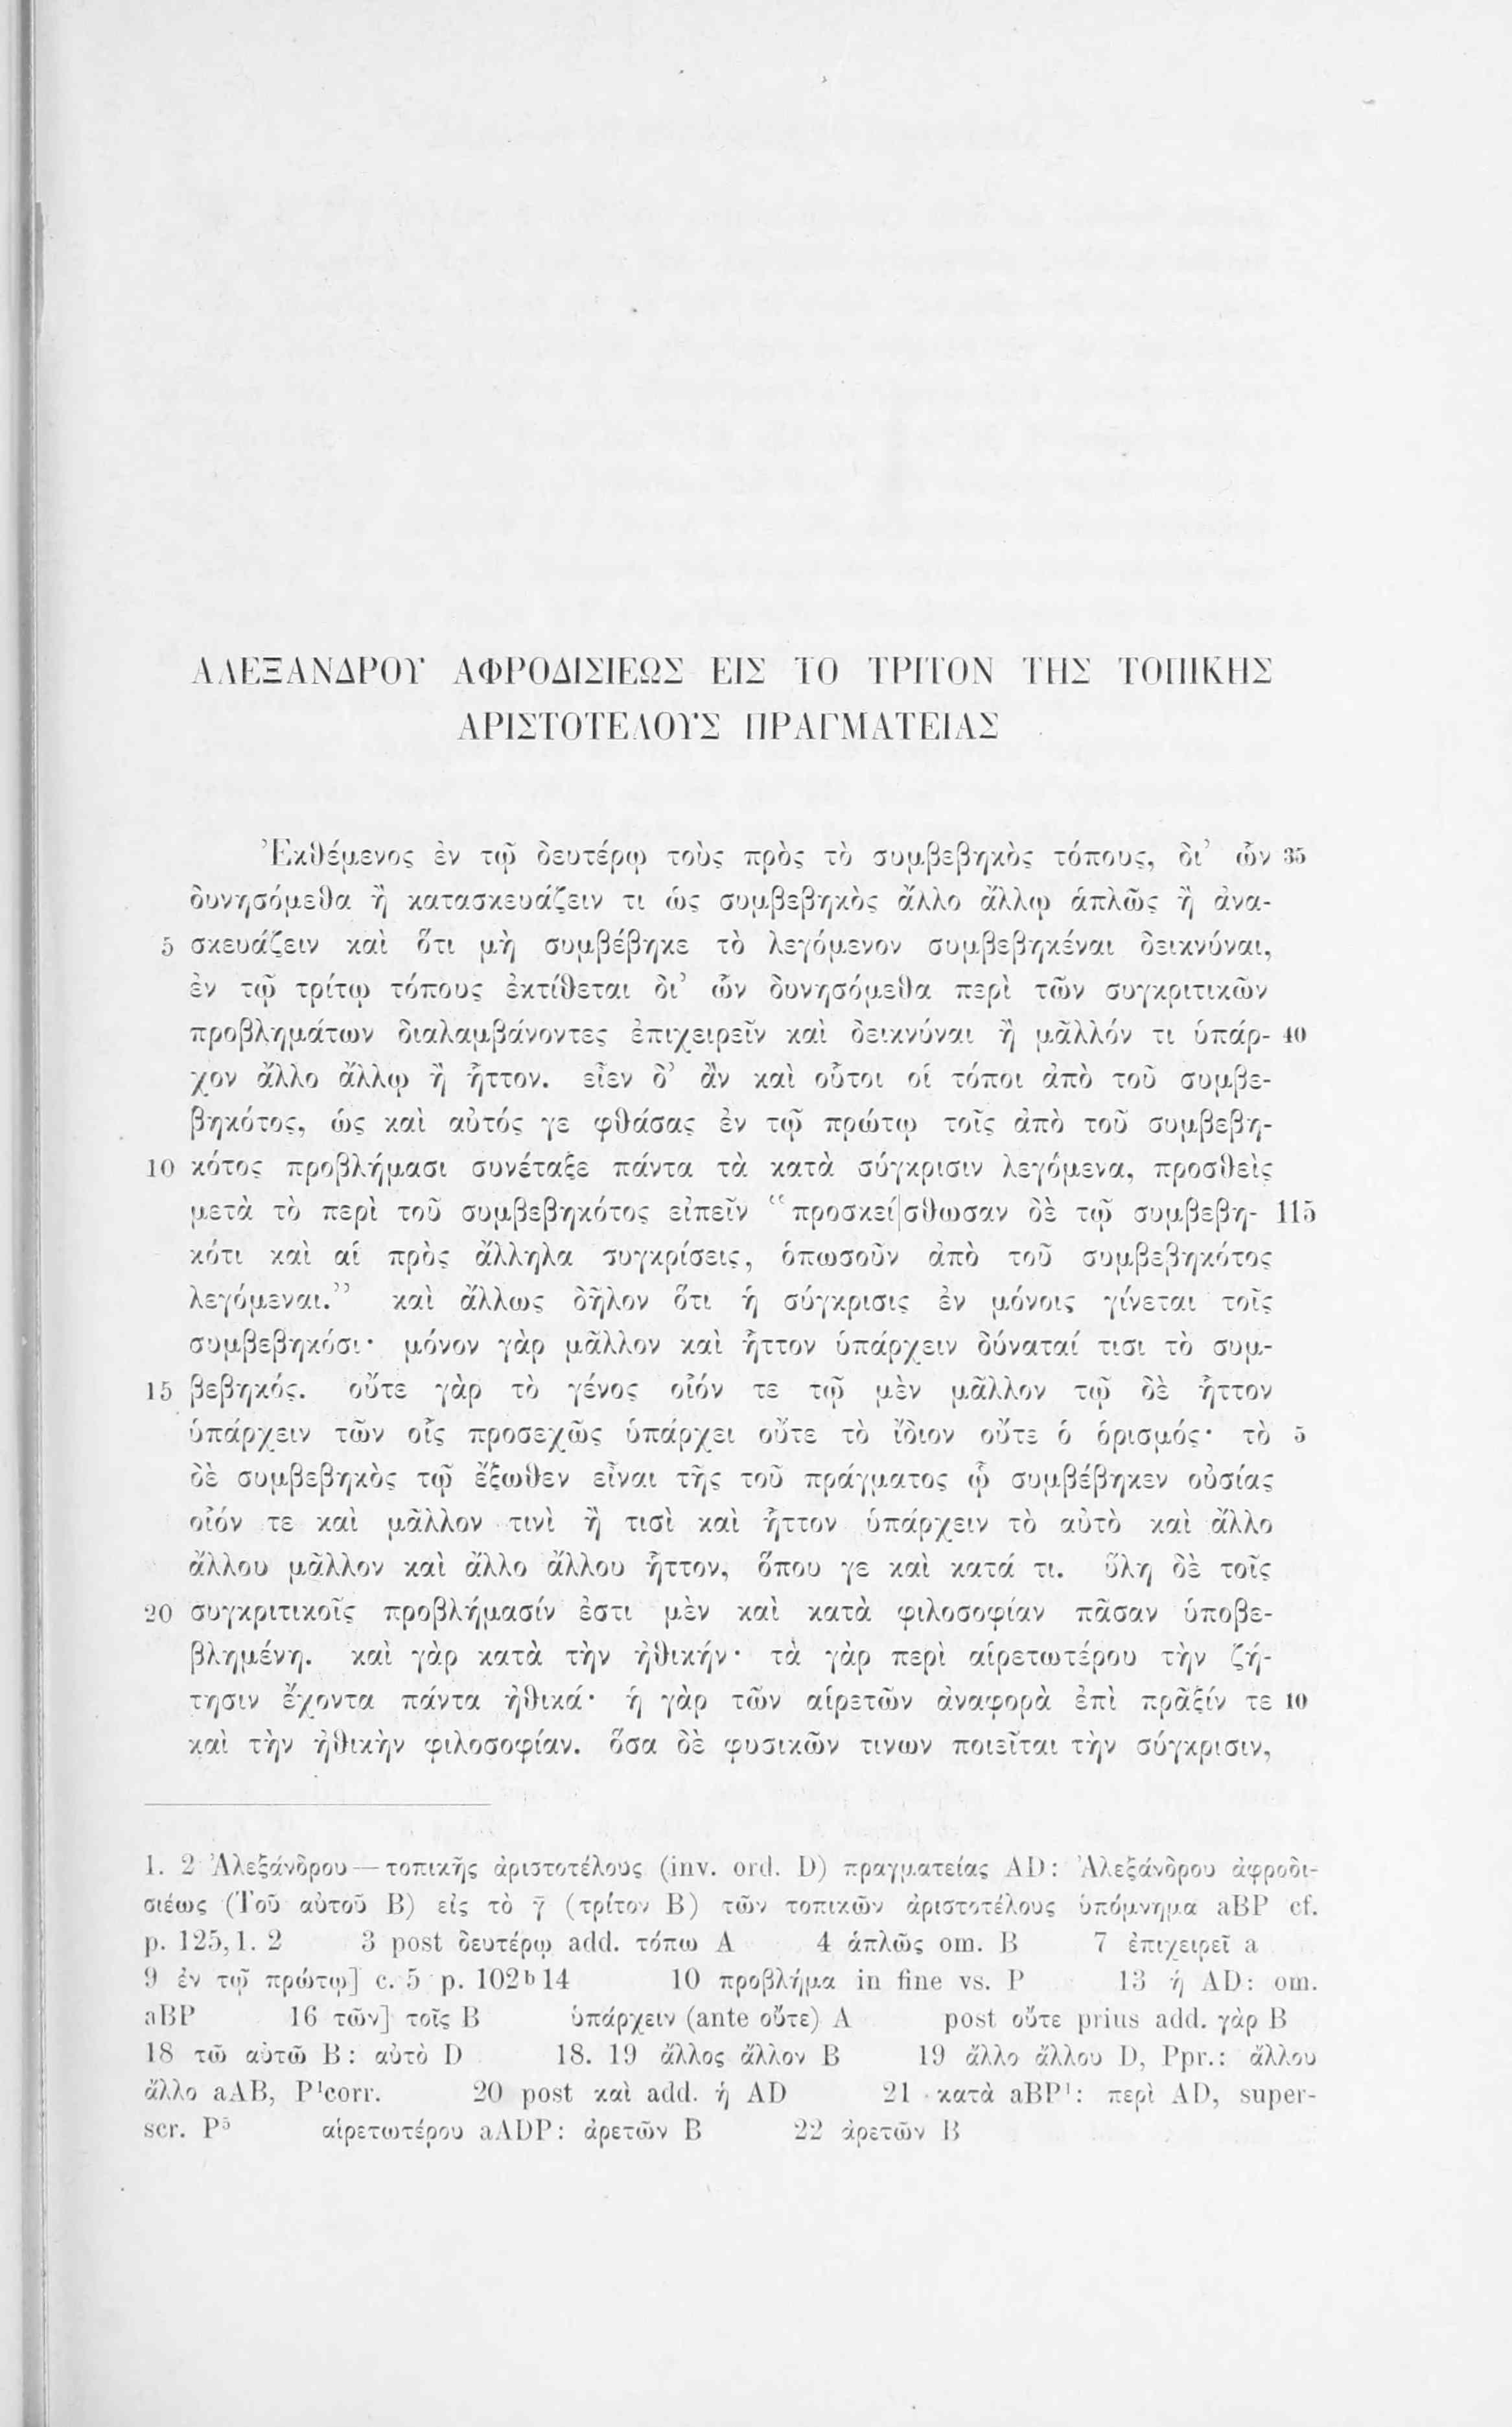 ΑΛΕΞΑΝΔΡΟΥ ΑΦΡΟΔΙΣΙΕΩΣ ΕΙΣ ΤΟ ΤΡΙΤΟΝ ΤΗΣ ΤΟΠΙΚΗΣ
ΑΡΙΣΤΟΤΕΛΟΥΣ ΠΡΑΓΜΑΤΕΙΑΣ
Ἐκθέμενος ἐν τῷ δευτέρῳ τοὺς πρὸς τὸ συμβεβηκὸς τόπους, δι’ ὧν 35
δυνησόμεθα ἢ κατασκευάζειν τι ὡς συμβεβηκὸς ἄλλο ἄλλῳ ἁπλῶς ἢ ἀνα-
5 σκευάζειν καὶ ὅτι μὴ συμβέβηκε τὸ λεγόμενον συμβεβηκέναι δεικνύναι,
ἐν τῷ τρίτῳ τόπους ἐκτίθεται δι’ ὧν δυνησόμεθα περὶ τῶν συγκριτικῶν
προβλημάτων διαλαμβάνοντες ἐπιχειρεῖν καὶ δεικνύναι ἢ μᾶλλόν τι ὑπάρ- 40
χον ἄλλο ἄλλῳ ἢ ἧττον. εἶεν δ’ ἂν καὶ οὗτοι οἱ τόποι ἀπὸ τοῦ συμβε-
βηκότος, ὡς καὶ αὐτός γε φθάσας ἐν τῷ πρώτῳ τοῖς ἀπὸ τοῦ συμβεβη-
10 κότος προβλήμασι συνέταξε πάντα τὰ κατὰ σύγκρισιν λεγόμενα, προσθεὶς
μετὰ τὸ περὶ τοῦ συμβεβηκότος εἰπεῖν “προσκεί|σθωσαν δὲ τῷ συμβεβη- 115
κότι καὶ αἱ πρὸς ἄλληλα συγκρίσεις, ὁπωσοῦν ἀπὸ τοῦ συμβεβηκότος
λεγόμεναι.” καὶ ἄλλως δῆλον ὅτι ἡ σύγκρισις ἐν μόνοις γίνεται τοῖς
συμβεβηκόσι· μόνον γὰρ μᾶλλον καὶ ἧττον ὑπάρχειν δύναταί τισι τὸ συμ-
15 βεβηκός. οὔτε γὰρ τὸ γένος οἷόν τε τῷ μὲν μᾶλλον τῷ δὲ ἧττον
ὑπάρχειν τῶν οἷς προσεχῶς ὑπάρχει οὔτε τὸ ἴδιον οὔτε ὁ ὁρισμός· τὸ 5
δὲ συμβεβηκὸς τῷ ἔξωθεν εἶναι τῆς τοῦ πράγματος ᾧ συμβέβηκεν οὐσίας
οἷόν τε καὶ μᾶλλον τινὶ ἢ τισὶ καὶ ἧττον ὑπάρχειν τὸ αὐτὸ καὶ ἄλλο
ἄλλου μᾶλλον καὶ ἄλλο ἄλλου ἧττον, ὅπου γε καὶ κατά τι. ὕλη δὲ τοῖς
20 συγκριτικοῖς προβλήμασίν ἐστι μὲν καὶ κατὰ φιλοσοφίαν πᾶσαν ὑποβε-
βλημένη. καὶ γὰρ κατὰ τὴν ἠθικήν· τὰ γὰρ περὶ αἱρετωτέρου τὴν ζή-
τησιν ἔχοντα πάντα ἠθικά· ἡ γὰρ τῶν αἱρετῶν ἀναφορὰ ἐπὶ πρᾶξίν τε 10
καὶ τὴν ἠθικὴν φιλοσοφίαν. ὅσα δὲ φυσικῶν τινων ποιεῖται τὴν σύγκρισιν,
1. 2 Ἀλεξάνδρου — τοπικῆς ἀριστοτέλους (inv. ord. D) πραγματείας AD: Ἀλεξάνδρου ἀφροδι-
σιέως (Τοῦ αὐτοῦ B) εἰς τὸ γ̅ (τρίτον B) τῶν τοπικῶν ἀριστοτέλους ὑπόμνημα aBP cf.
p. 125,1. 2 3 post δευτέρῳ add. τόπω A 4 ἁπλῶς om. B 7 ἐπιχειρεῖ a
9 ἐν τῷ πρώτῳ] c. 5 p. 102b14 10 προβλήμα in fine vs. P 13 ἡ AD: om.
aBP 16 τῶν] τοῖς B ὑπάρχειν (ante οὔτε) A post οὔτε prius add. γὰρ B
18 τῶ αὐτῶ B: αὐτὸ D 18. 19 ἄλλος ἄλλον B 19 ἄλλο ἄλλου D, Ppr.: ἄλλου
ἄλλο aAB, P¹corr. 20 post καὶ add. ἡ AD 21 κατὰ aBP¹: περὶ AD, super-
scr. P⁵ αἱρετωτέρου aADP: ἀρετῶν B 22 ἀρετῶν B